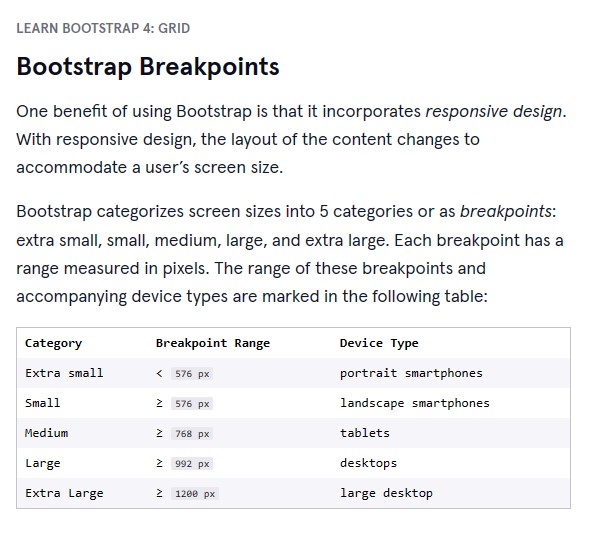 LEARN BOOTSTRAP 4: GRID
Bootstrap Breakpoints
One benefit of using Bootstrap is that it incorporates responsive design.
With responsive design, the layout of the content changes to
accommodate a user’s screen size.
Bootstrap categorizes screen sizes into 5 categories or as breakpoints:
extra small, small, medium, large, and extra large. Each breakpoint has a
range measured in pixels. The range of these breakpoints and
accompanying device types are marked in the following table:
Category Breakpoint Range Device Type
Extra small < 576 px portrait smartphones
Small ≥ 576 px landscape smartphones
Medium ≥ 768 px tablets
Large ≥ 992 px desktops
Extra Large ≥ 1200 px large desktop